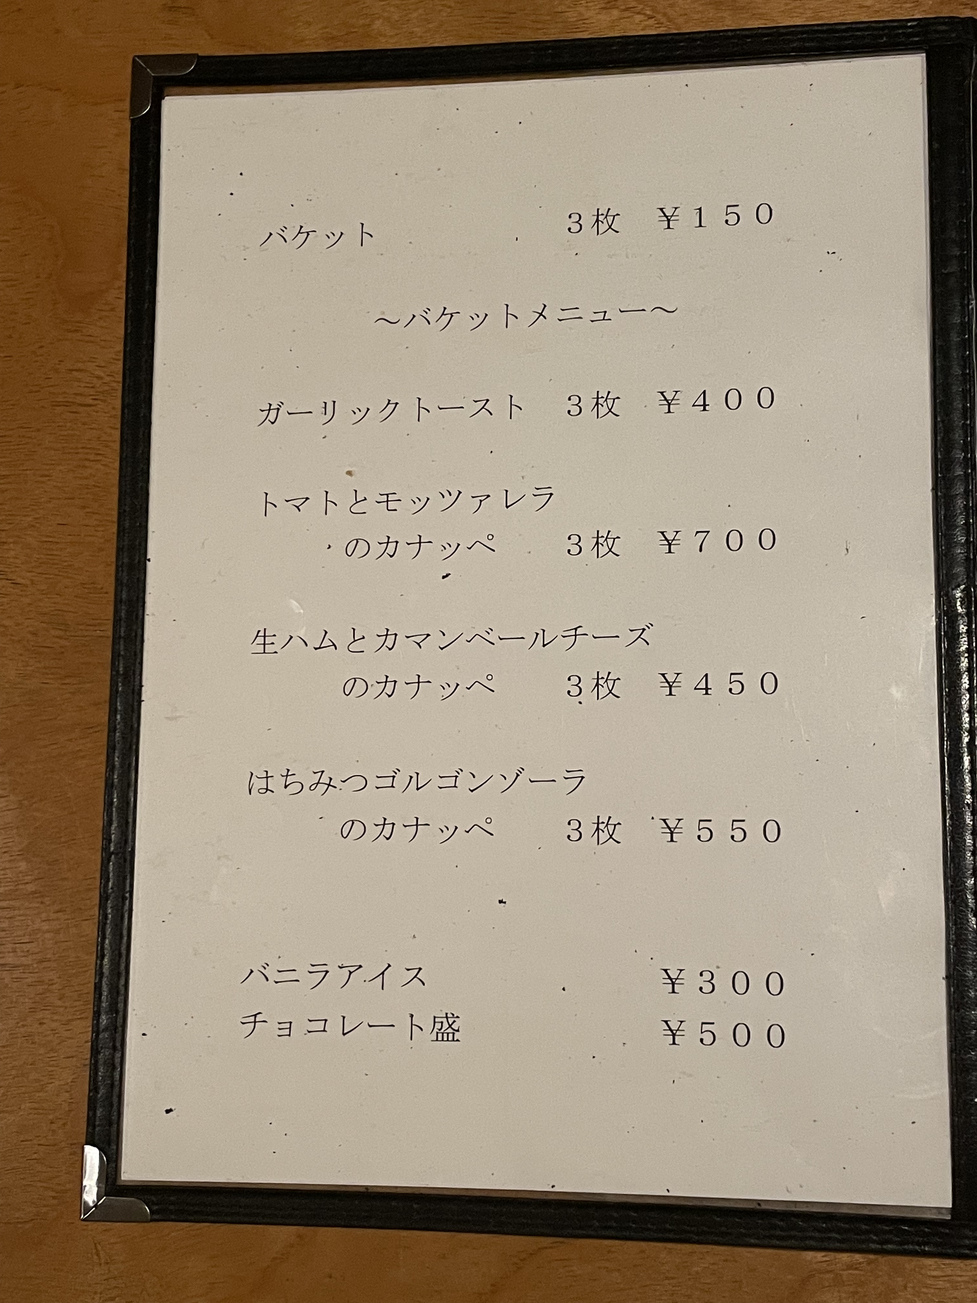 バケット 3枚 ¥150
～バケットメニュー～
ガーリックトースト 3枚 ¥400
トマトとモッツァレラ
のカナッペ 3枚 ¥700
生ハムとカマンベールチーズ
のカナッペ 3枚 ¥450
はちみつゴルゴンゾーラ
のカナッペ 3枚 ¥550
バニラアイス ¥300
チョコレート盛 ¥500